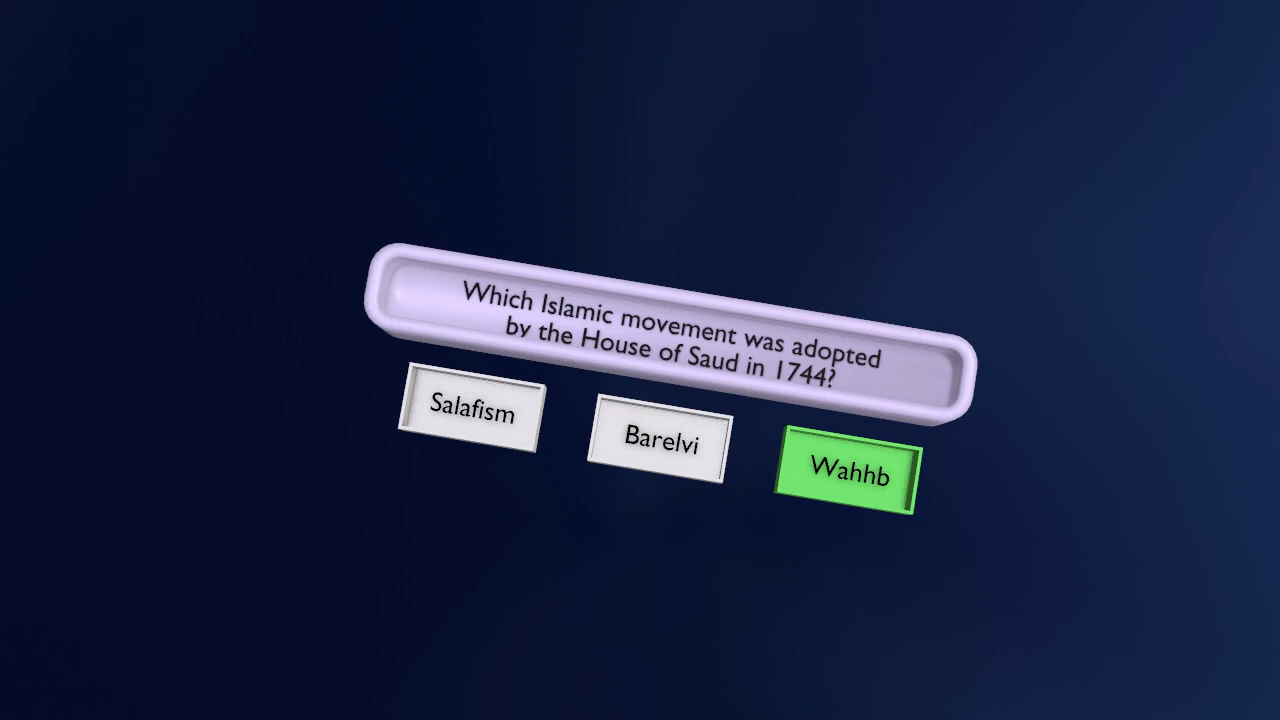 Which Islamic movement was adopted
by the House of Saud in 1744?
Salafism
Barelvi
Wahhb